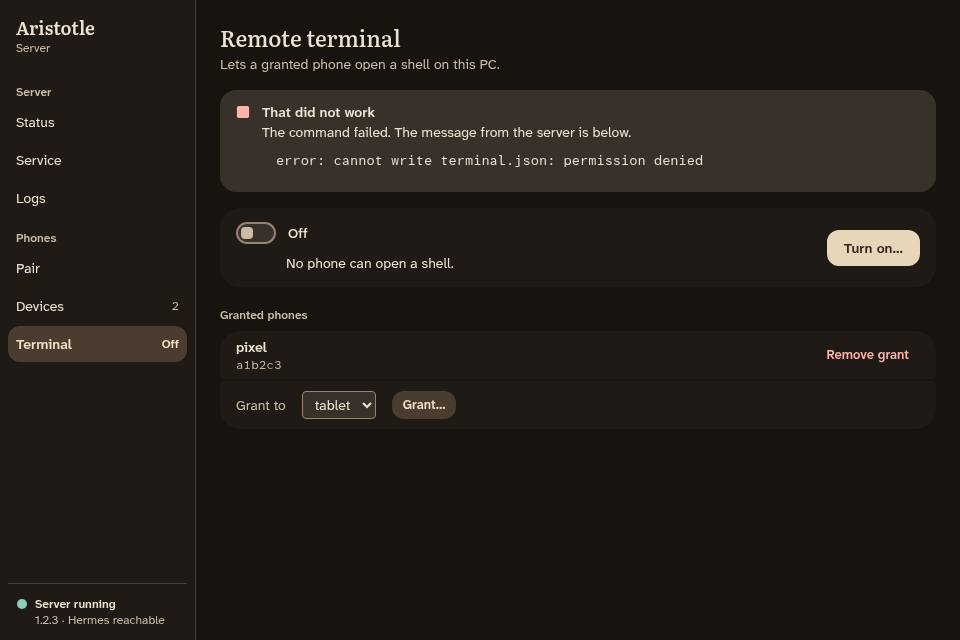 Aristotle
Server
Server
Status
Service
Logs
Phones
Pair
Devices 2
Terminal Off
Server running
1.2.3 · Hermes reachable
Remote terminal
Lets a granted phone open a shell on this PC.
That did not work
The command failed. The message from the server is below.
error: cannot write terminal.json: permission denied
Off
No phone can open a shell.
Turn on...
Granted phones
pixel
a1b2c3
Remove grant
Grant to tablet Grant...